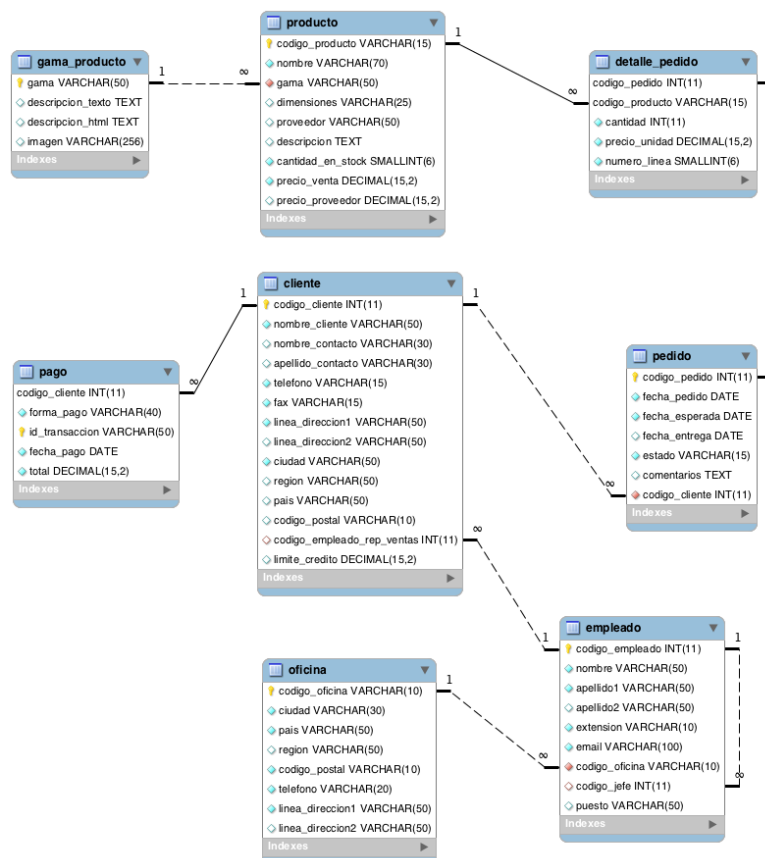 gama_producto
gama VARCHAR(50)
descripcion_texto TEXT
descripcion_html TEXT
imagen VARCHAR(256)
Indexes
1
∞
producto
codigo_producto VARCHAR(15)
nombre VARCHAR(70)
gama VARCHAR(50)
dimensiones VARCHAR(25)
proveedor VARCHAR(50)
descripcion TEXT
cantidad_en_stock SMALLINT(6)
precio_venta DECIMAL(15,2)
precio_proveedor DECIMAL(15,2)
Indexes
1
∞
detalle_pedido
codigo_pedido INT(11)
codigo_producto VARCHAR(15)
cantidad INT(11)
precio_unidad DECIMAL(15,2)
numero_linea SMALLINT(6)
Indexes
pago
codigo_cliente INT(11)
forma_pago VARCHAR(40)
id_transaccion VARCHAR(50)
fecha_pago DATE
total DECIMAL(15,2)
Indexes
∞
1
cliente
codigo_cliente INT(11)
nombre_cliente VARCHAR(50)
nombre_contacto VARCHAR(30)
apellido_contacto VARCHAR(30)
telefono VARCHAR(15)
fax VARCHAR(15)
linea_direccion1 VARCHAR(50)
linea_direccion2 VARCHAR(50)
ciudad VARCHAR(50)
region VARCHAR(50)
pais VARCHAR(50)
codigo_postal VARCHAR(10)
codigo_empleado_rep_ventas INT(11)
limite_credito DECIMAL(15,2)
Indexes
1
∞
pedido
codigo_pedido INT(11)
fecha_pedido DATE
fecha_esperada DATE
fecha_entrega DATE
estado VARCHAR(15)
comentarios TEXT
codigo_cliente INT(11)
Indexes
∞
1
oficina
codigo_oficina VARCHAR(10)
ciudad VARCHAR(30)
pais VARCHAR(50)
region VARCHAR(50)
codigo_postal VARCHAR(10)
telefono VARCHAR(20)
linea_direccion1 VARCHAR(50)
linea_direccion2 VARCHAR(50)
Indexes
1
∞
empleado
codigo_empleado INT(11)
nombre VARCHAR(50)
apellido1 VARCHAR(50)
apellido2 VARCHAR(50)
extension VARCHAR(10)
email VARCHAR(100)
codigo_oficina VARCHAR(10)
codigo_jefe INT(11)
puesto VARCHAR(50)
Indexes
1
∞